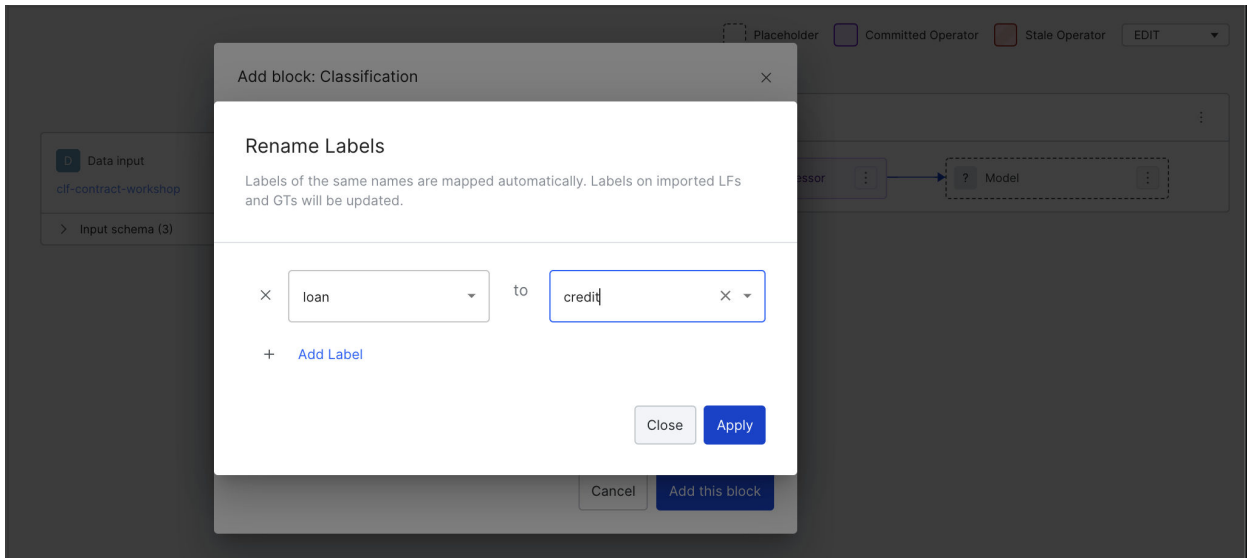 Placeholder
Committed Operator
Stale Operator
EDIT
Add block: Classification
D Data input
clf-contract-workshop
Input schema (3)
essor
? Model
Rename Labels
Labels of the same names are mapped automatically. Labels on imported LFs
and GTs will be updated.
loan
to
credit
+ Add Label
Close
Apply
Cancel
Add this block